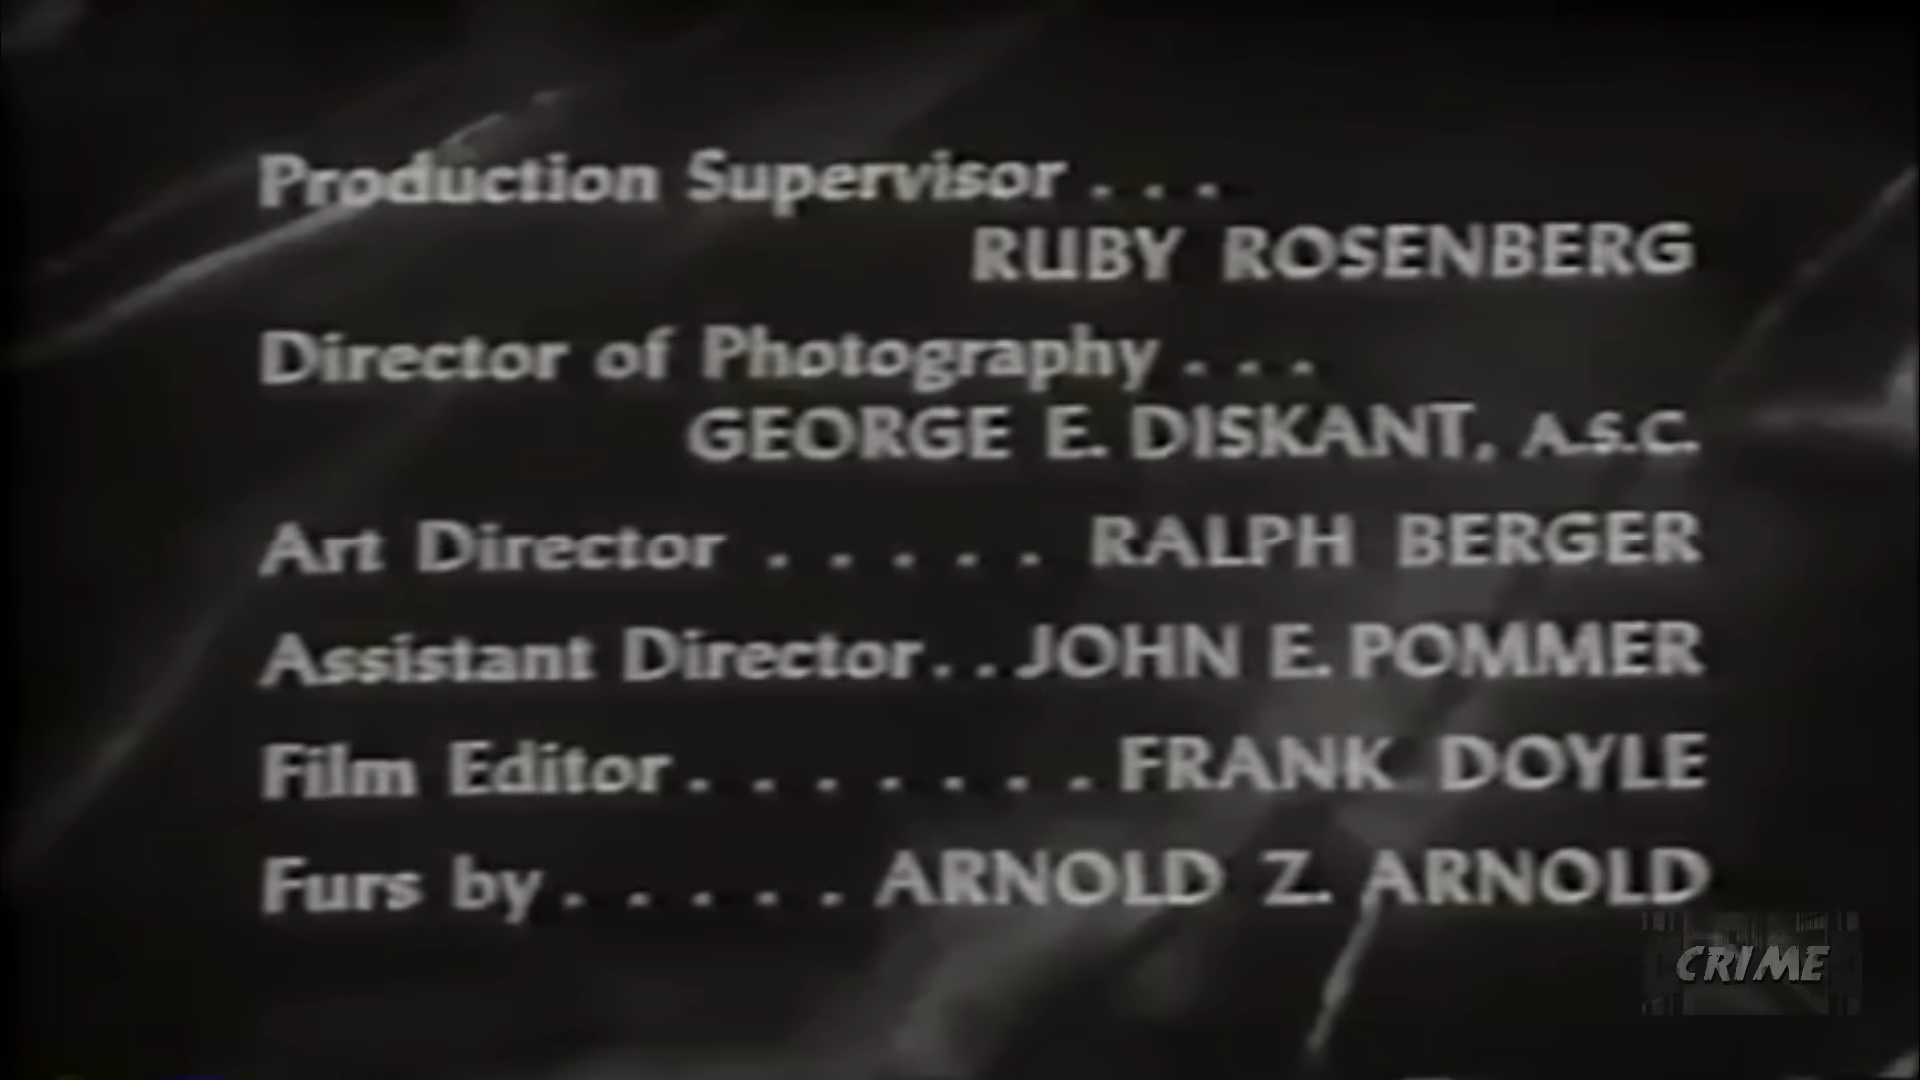 Production Supervisor . . .
RUBY ROSENBERG
Director of Photography . . .
GEORGE E. DISKANT, A.S.C.
Art Director . . . . . RALPH BERGER
Assistant Director . . JOHN E. POMMER
Film Editor . . . . . . . FRANK DOYLE
Furs by . . . . . ARNOLD Z. ARNOLD
CRIME